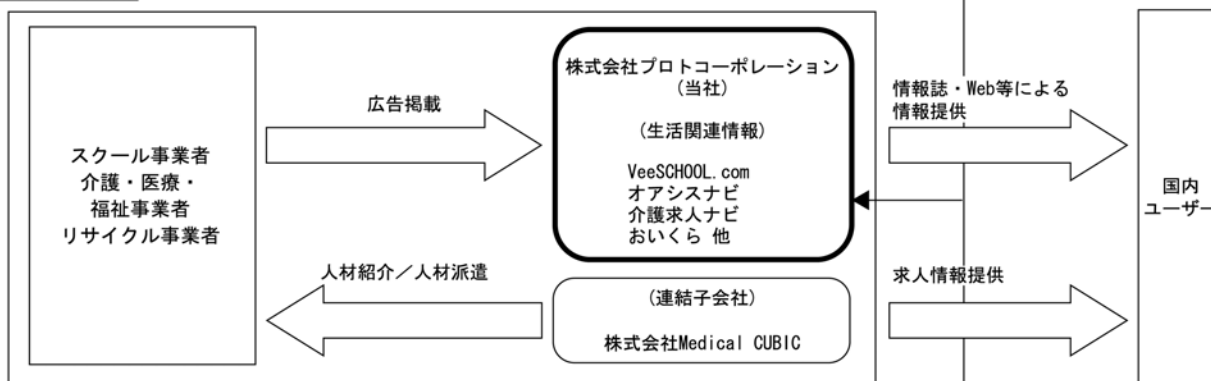 スクール事業者
介護・医療・
福祉事業者
リサイクル事業者
広告掲載
人材紹介／人材派遣
株式会社プロトコーポレーション
(当社)
(生活関連情報)
VeeSCHOOL.com
オアシスナビ
介護求人ナビ
おいくら 他
(連結子会社)
株式会社Medical CUBIC
情報誌・Web等による
情報提供
求人情報提供
国内
ユーザー